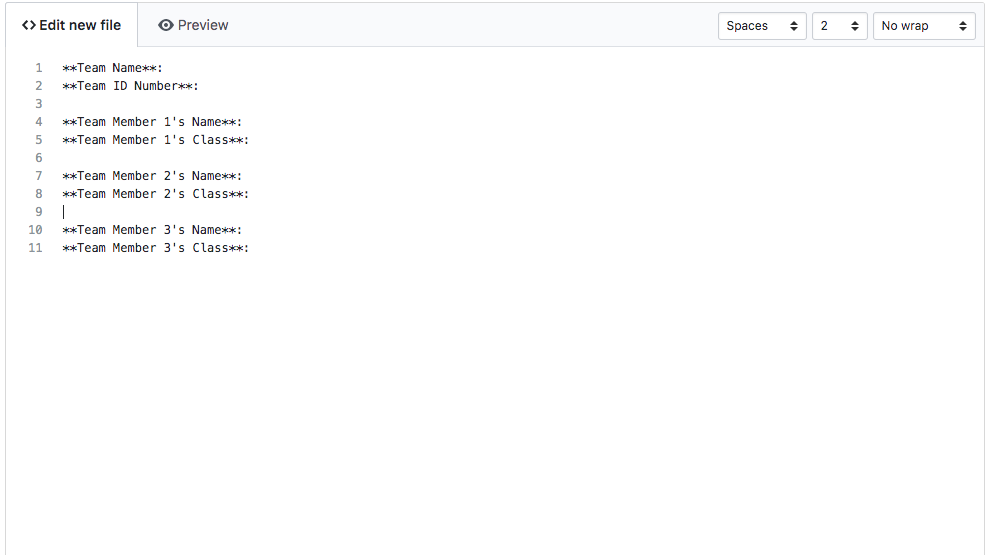 <> Edit new file
Preview
Spaces
2
No wrap
1 **Team Name**:
2 **Team ID Number**:
3
4 **Team Member 1's Name**:
5 **Team Member 1's Class**:
6
7 **Team Member 2's Name**:
8 **Team Member 2's Class**:
9
10 **Team Member 3's Name**:
11 **Team Member 3's Class**: